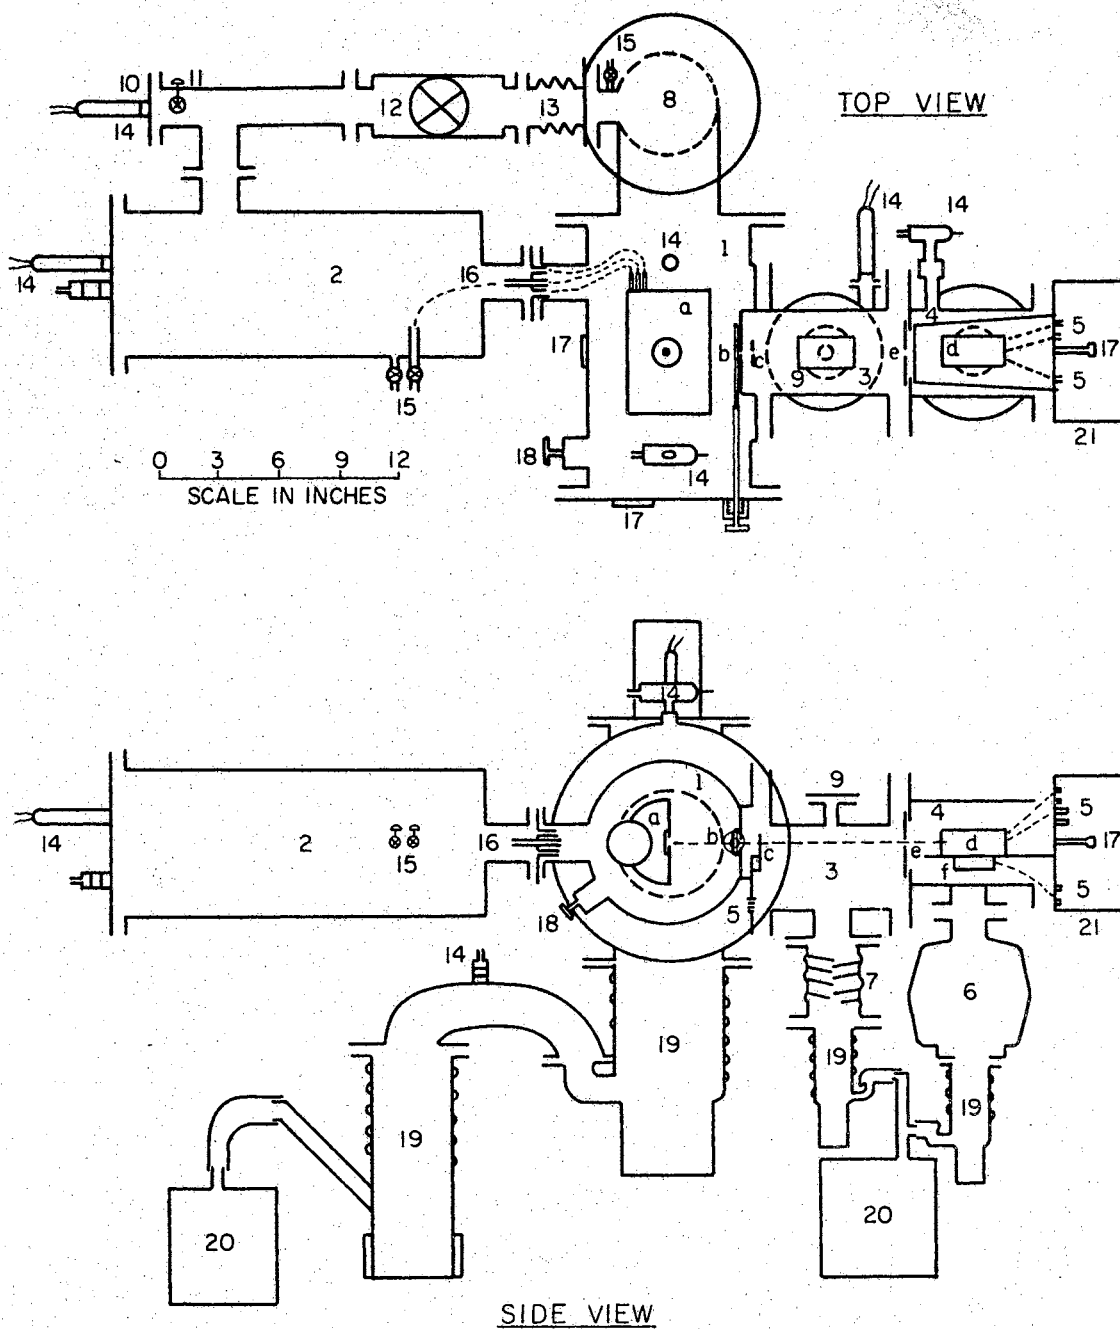 15
10 11
12 13 8
14
TOP VIEW
14 14
14 1
2 16
14
a
4 5
17 b c e d 17
9 3
5
15
21
0 3 6 9 12
SCALE IN INCHES
18 14
17
14
1 9
a 4 5
16 b d 17
14 2 15 c e
3 f 5
18 5 21
14
7 6
19 19
19
19
20 20
SIDE VIEW